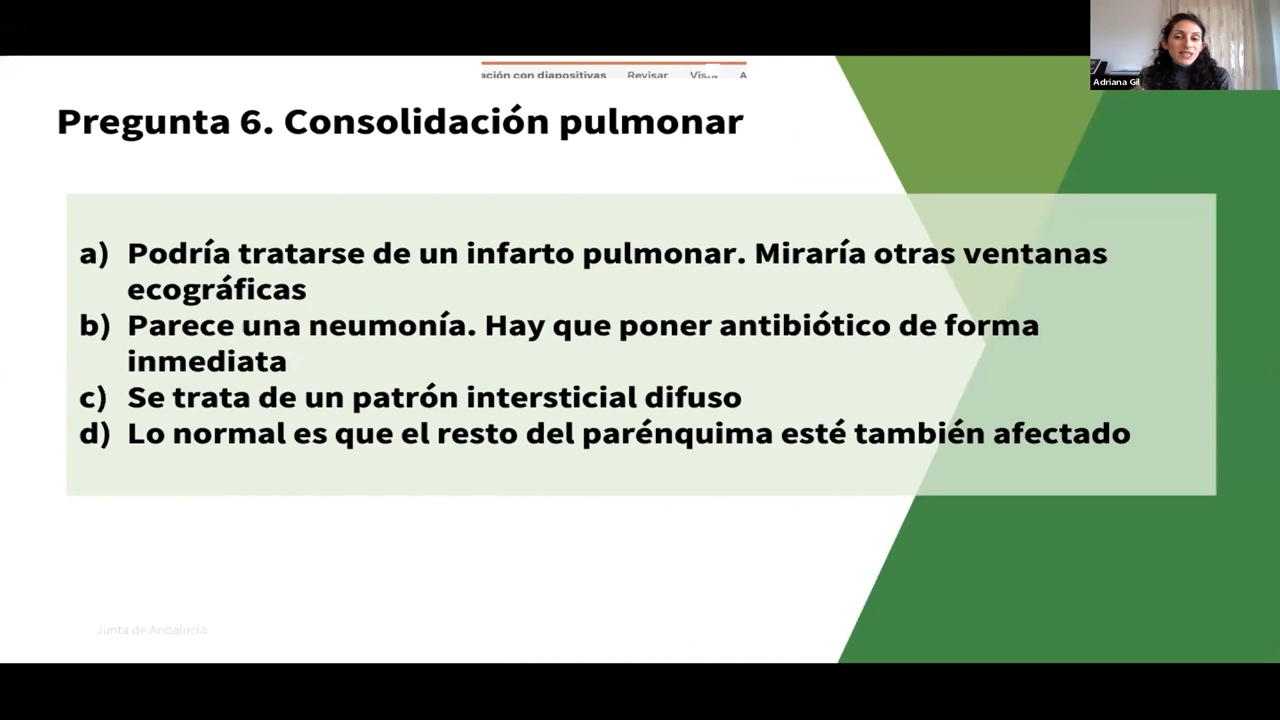 ación con diapositivas Revisar
Adriana Gil
Pregunta 6. Consolidación pulmonar
a) Podría tratarse de un infarto pulmonar. Miraría otras ventanas
ecográficas
b) Parece una neumonía. Hay que poner antibiótico de forma
inmediata
c) Se trata de un patrón intersticial difuso
d) Lo normal es que el resto del parénquima esté también afectado
Junta de Andalucía